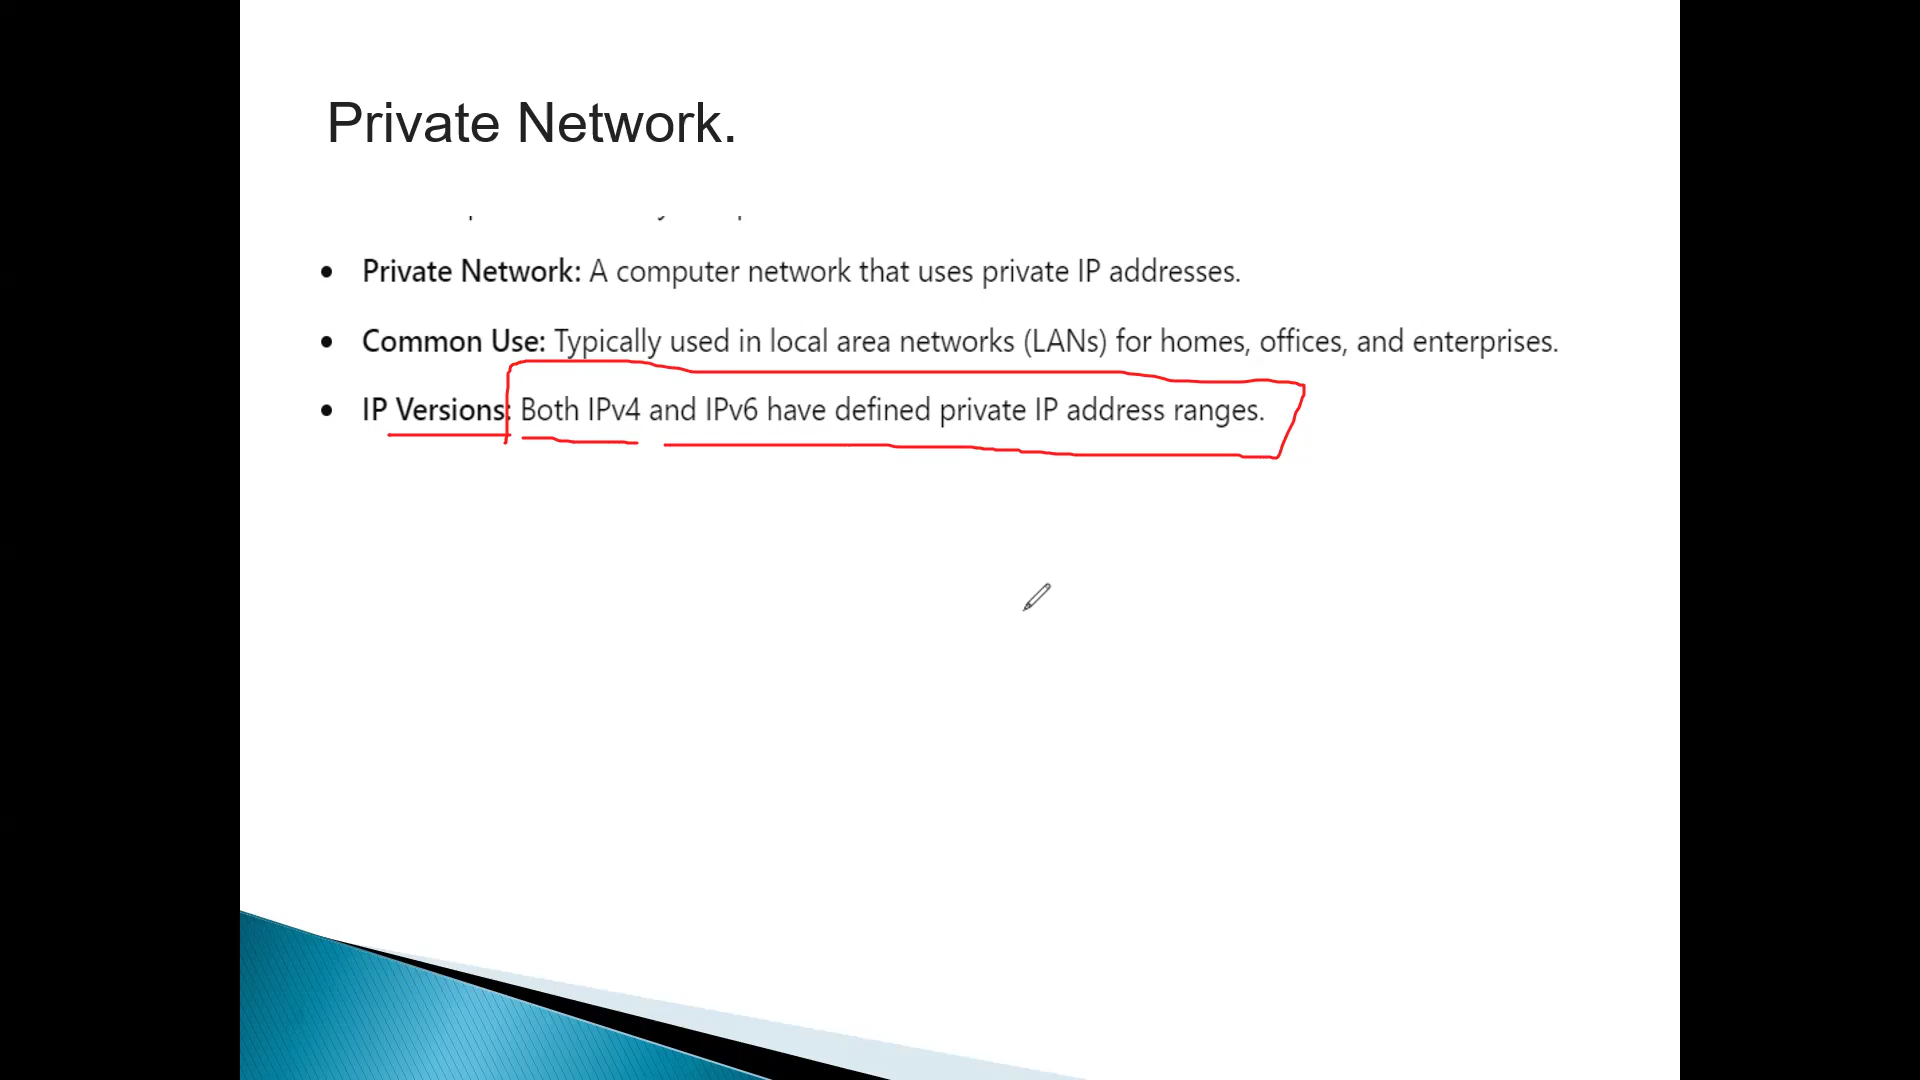 Private Network.
• Private Network: A computer network that uses private IP addresses.
• Common Use: Typically used in local area networks (LANs) for homes, offices, and enterprises.
• IP Versions: Both IPv4 and IPv6 have defined private IP address ranges.